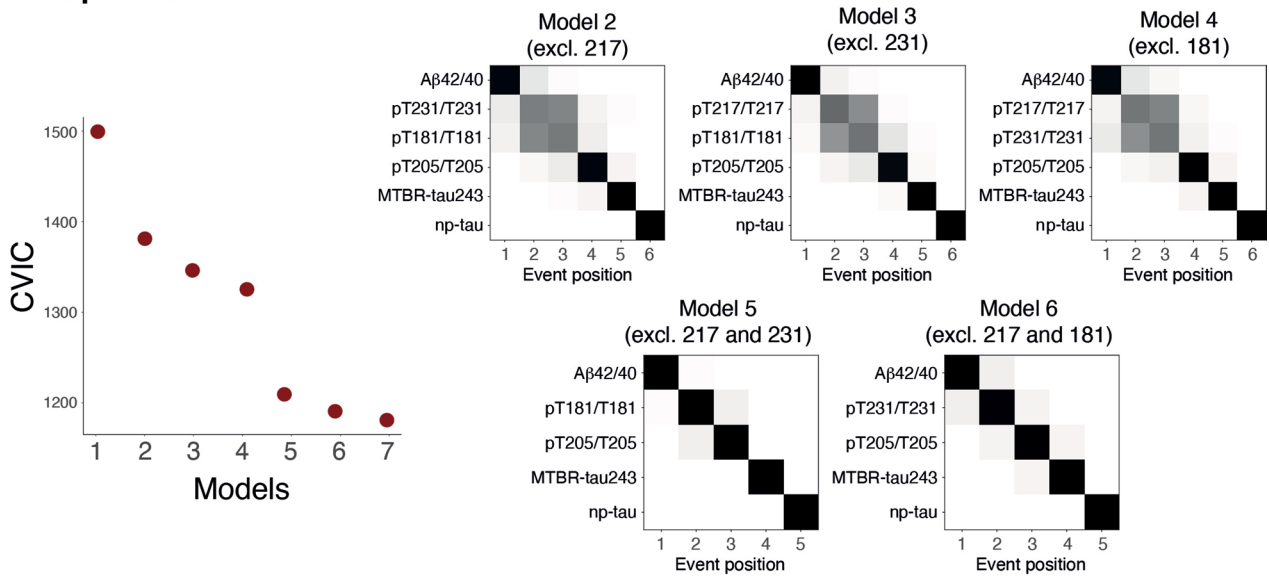 CVIC
1500
1400
1300
1200
1 2 3 4 5 6 7
Models
Model 2
(excl. 217)
Aβ42/40
pT231/T231
pT181/T181
pT205/T205
MTBR-tau243
np-tau
1 2 3 4 5 6
Event position
Model 3
(excl. 231)
Aβ42/40
pT217/T217
pT181/T181
pT205/T205
MTBR-tau243
np-tau
1 2 3 4 5 6
Event position
Model 4
(excl. 181)
Aβ42/40
pT217/T217
pT231/T231
pT205/T205
MTBR-tau243
np-tau
1 2 3 4 5 6
Event position
Model 5
(excl. 217 and 231)
Aβ42/40
pT181/T181
pT205/T205
MTBR-tau243
np-tau
1 2 3 4 5
Event position
Model 6
(excl. 217 and 181)
Aβ42/40
pT231/T231
pT205/T205
MTBR-tau243
np-tau
1 2 3 4 5
Event position